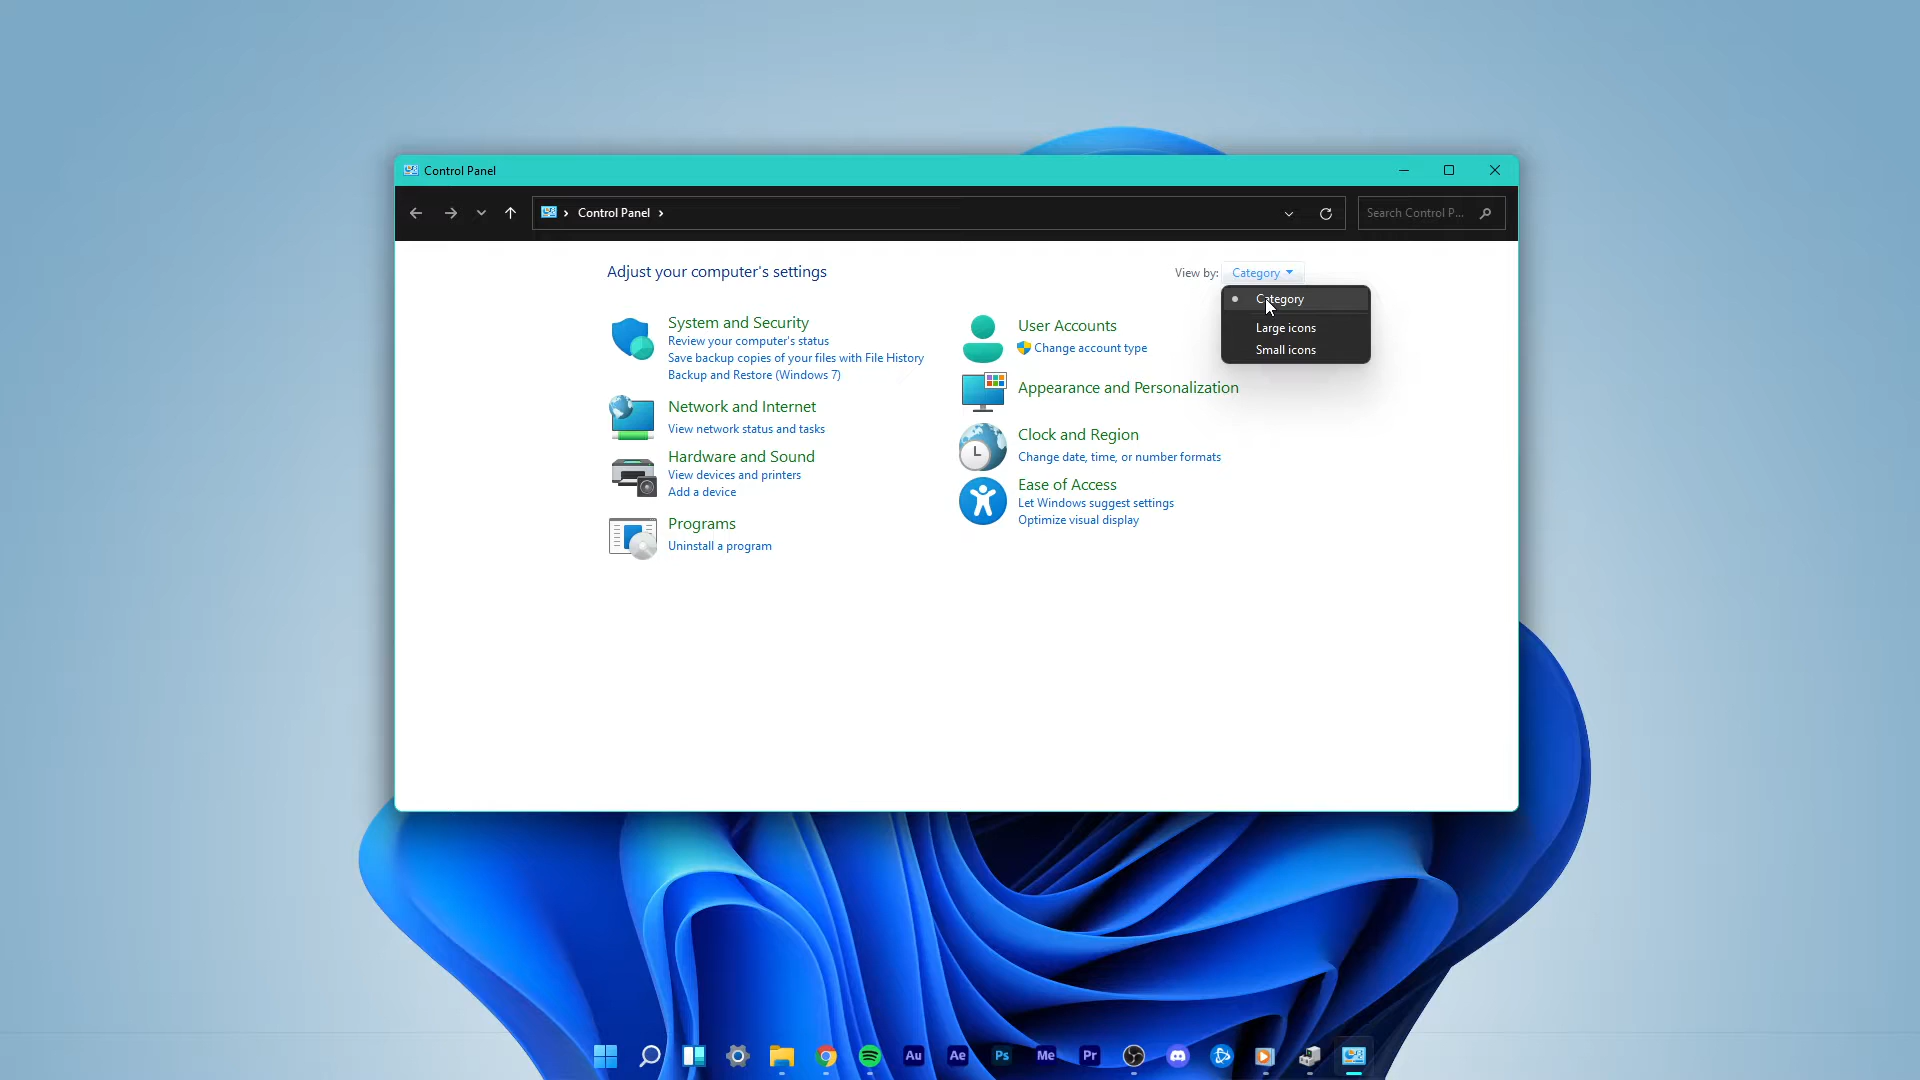 Control Panel
Control Panel
Search Control P...
Adjust your computer's settings
View by: Category
Category
Large icons
Small icons
System and Security
Review your computer's status
Save backup copies of your files with File History
Backup and Restore (Windows 7)
Network and Internet
View network status and tasks
Hardware and Sound
View devices and printers
Add a device
Programs
Uninstall a program
User Accounts
Change account type
Appearance and Personalization
Clock and Region
Change date, time, or number formats
Ease of Access
Let Windows suggest settings
Optimize visual display
Au Ae Ps Me Pr